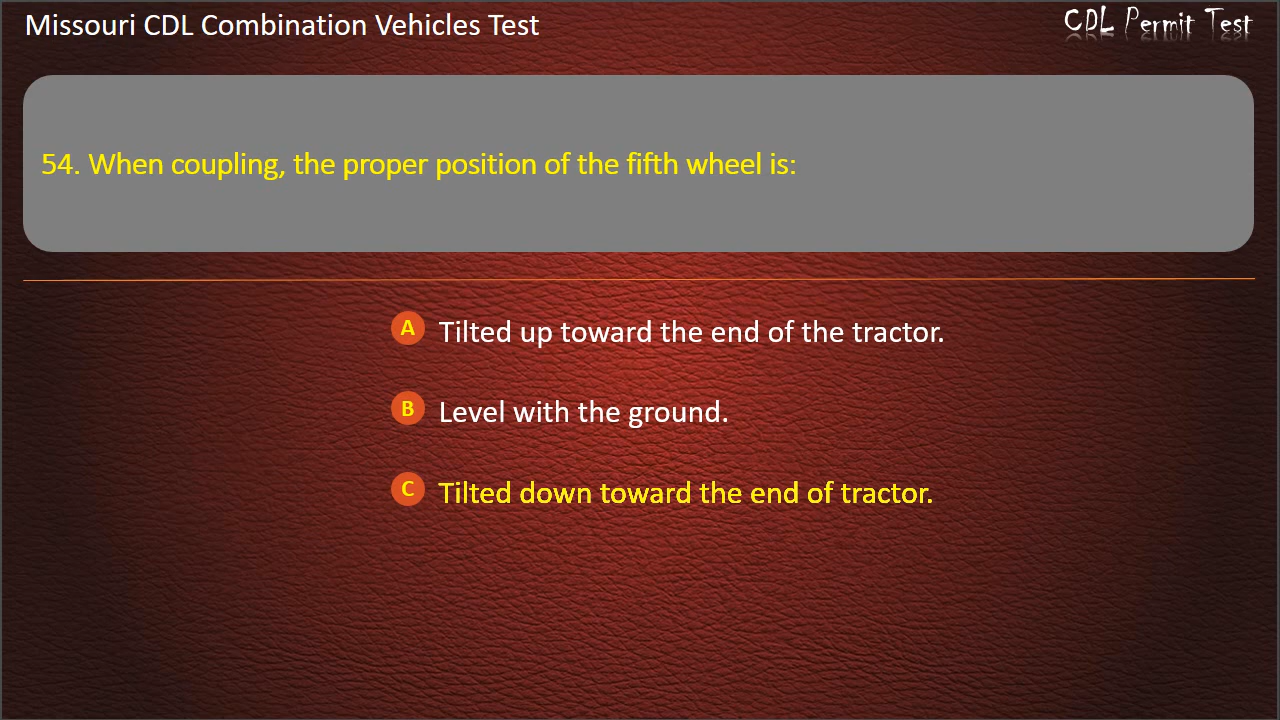 Missouri CDL Combination Vehicles Test
CDL Permit Test
54. When coupling, the proper position of the fifth wheel is:
A Tilted up toward the end of the tractor.
B Level with the ground.
C Tilted down toward the end of tractor.